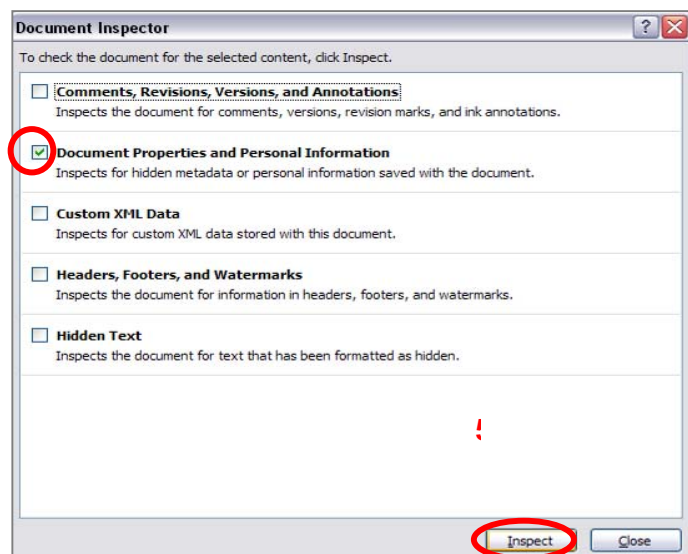 Document Inspector
To check the document for the selected content, click Inspect.
Comments, Revisions, Versions, and Annotations
Inspects the document for comments, versions, revision marks, and ink annotations.
Document Properties and Personal Information
Inspects for hidden metadata or personal information saved with the document.
Custom XML Data
Inspects for custom XML data stored with this document.
Headers, Footers, and Watermarks
Inspects the document for information in headers, footers, and watermarks.
Hidden Text
Inspects the document for text that has been formatted as hidden.
Inspect Close